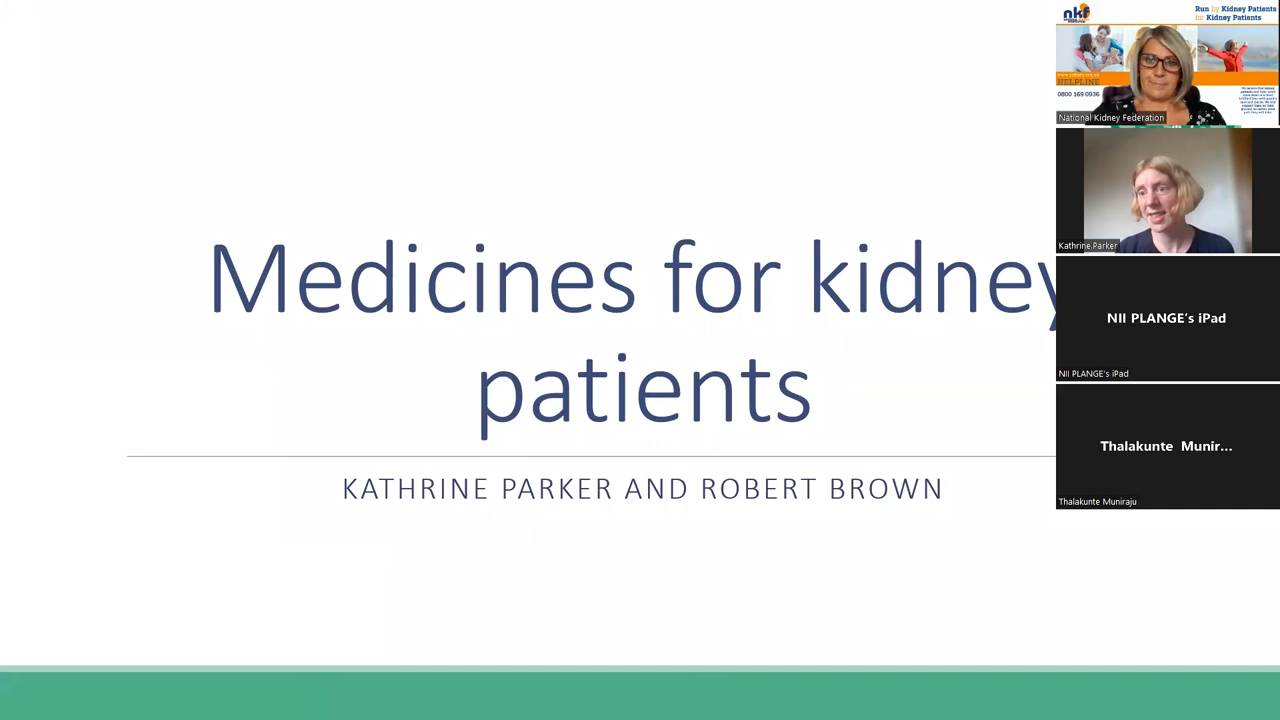 Medicines for kidney
patients
KATHRINE PARKER AND ROBERT BROWN
nkf
Run by Kidney Patients
for Kidney Patients
HELPLINE
0800 169 0936
National Kidney Federation
Kathrine Parker
NII PLANGE's iPad
NII PLANGE's iPad
Thalakunte Munir...
Thalakunte Muniraju